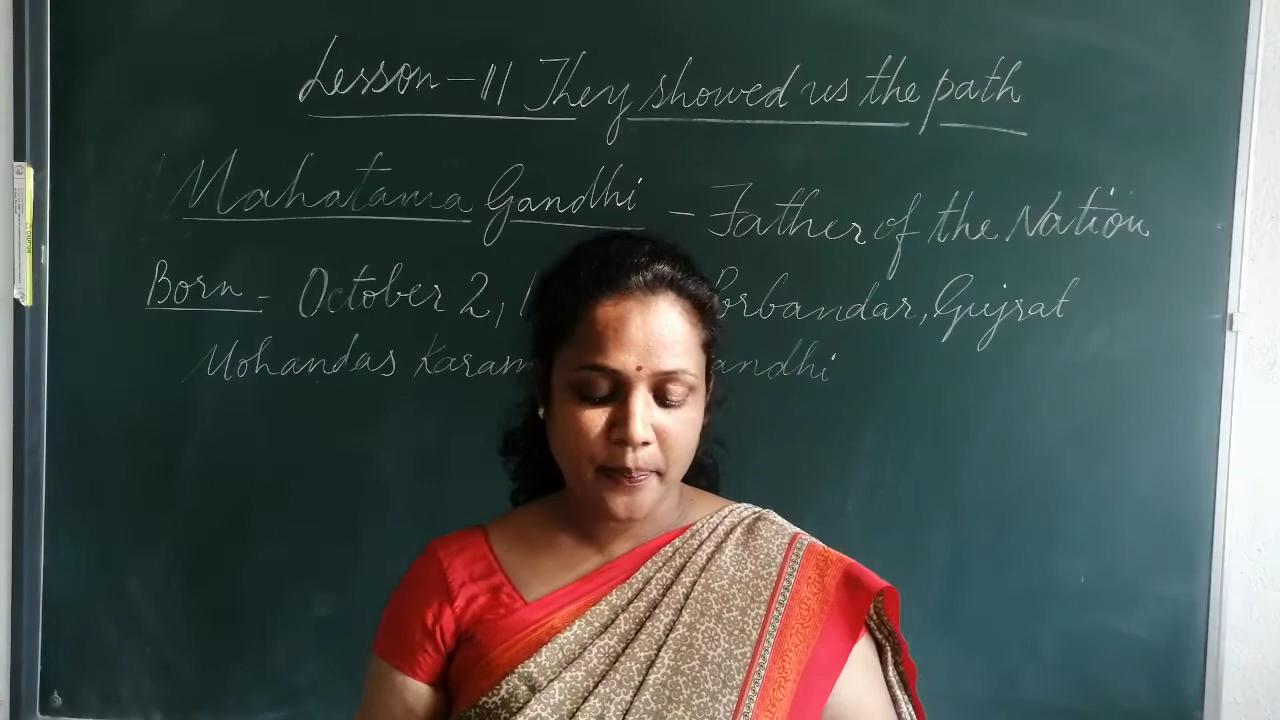 Lesson-11 They showed us the path
Mahatama Gandhi - Father of the Nation
Born - October 2, 1 Porbandar, Gujrat
Mohandas Karam andhi